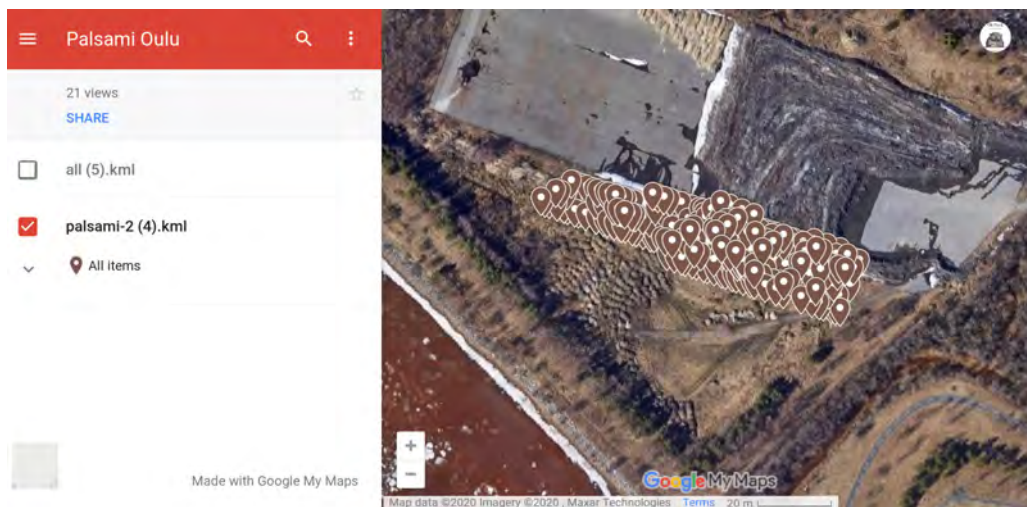 Palsami Oulu
21 views
SHARE
all (5).kml
palsami-2 (4).kml
All items
Made with Google My Maps
+
−
Google My Maps
Map data ©2020 Imagery ©2020 , Maxar Technologies Terms 20 m